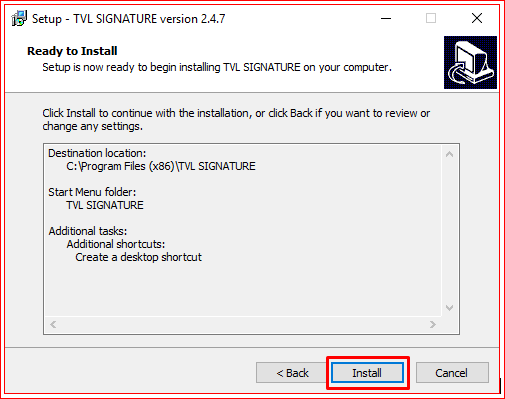 Setup - TVL SIGNATURE version 2.4.7
Ready to Install
Setup is now ready to begin installing TVL SIGNATURE on your computer.
Click Install to continue with the installation, or click Back if you want to review or
change any settings.
Destination location:
C:\Program Files (x86)\TVL SIGNATURE
Start Menu folder:
TVL SIGNATURE
Additional tasks:
Additional shortcuts:
Create a desktop shortcut
< Back
Install
Cancel